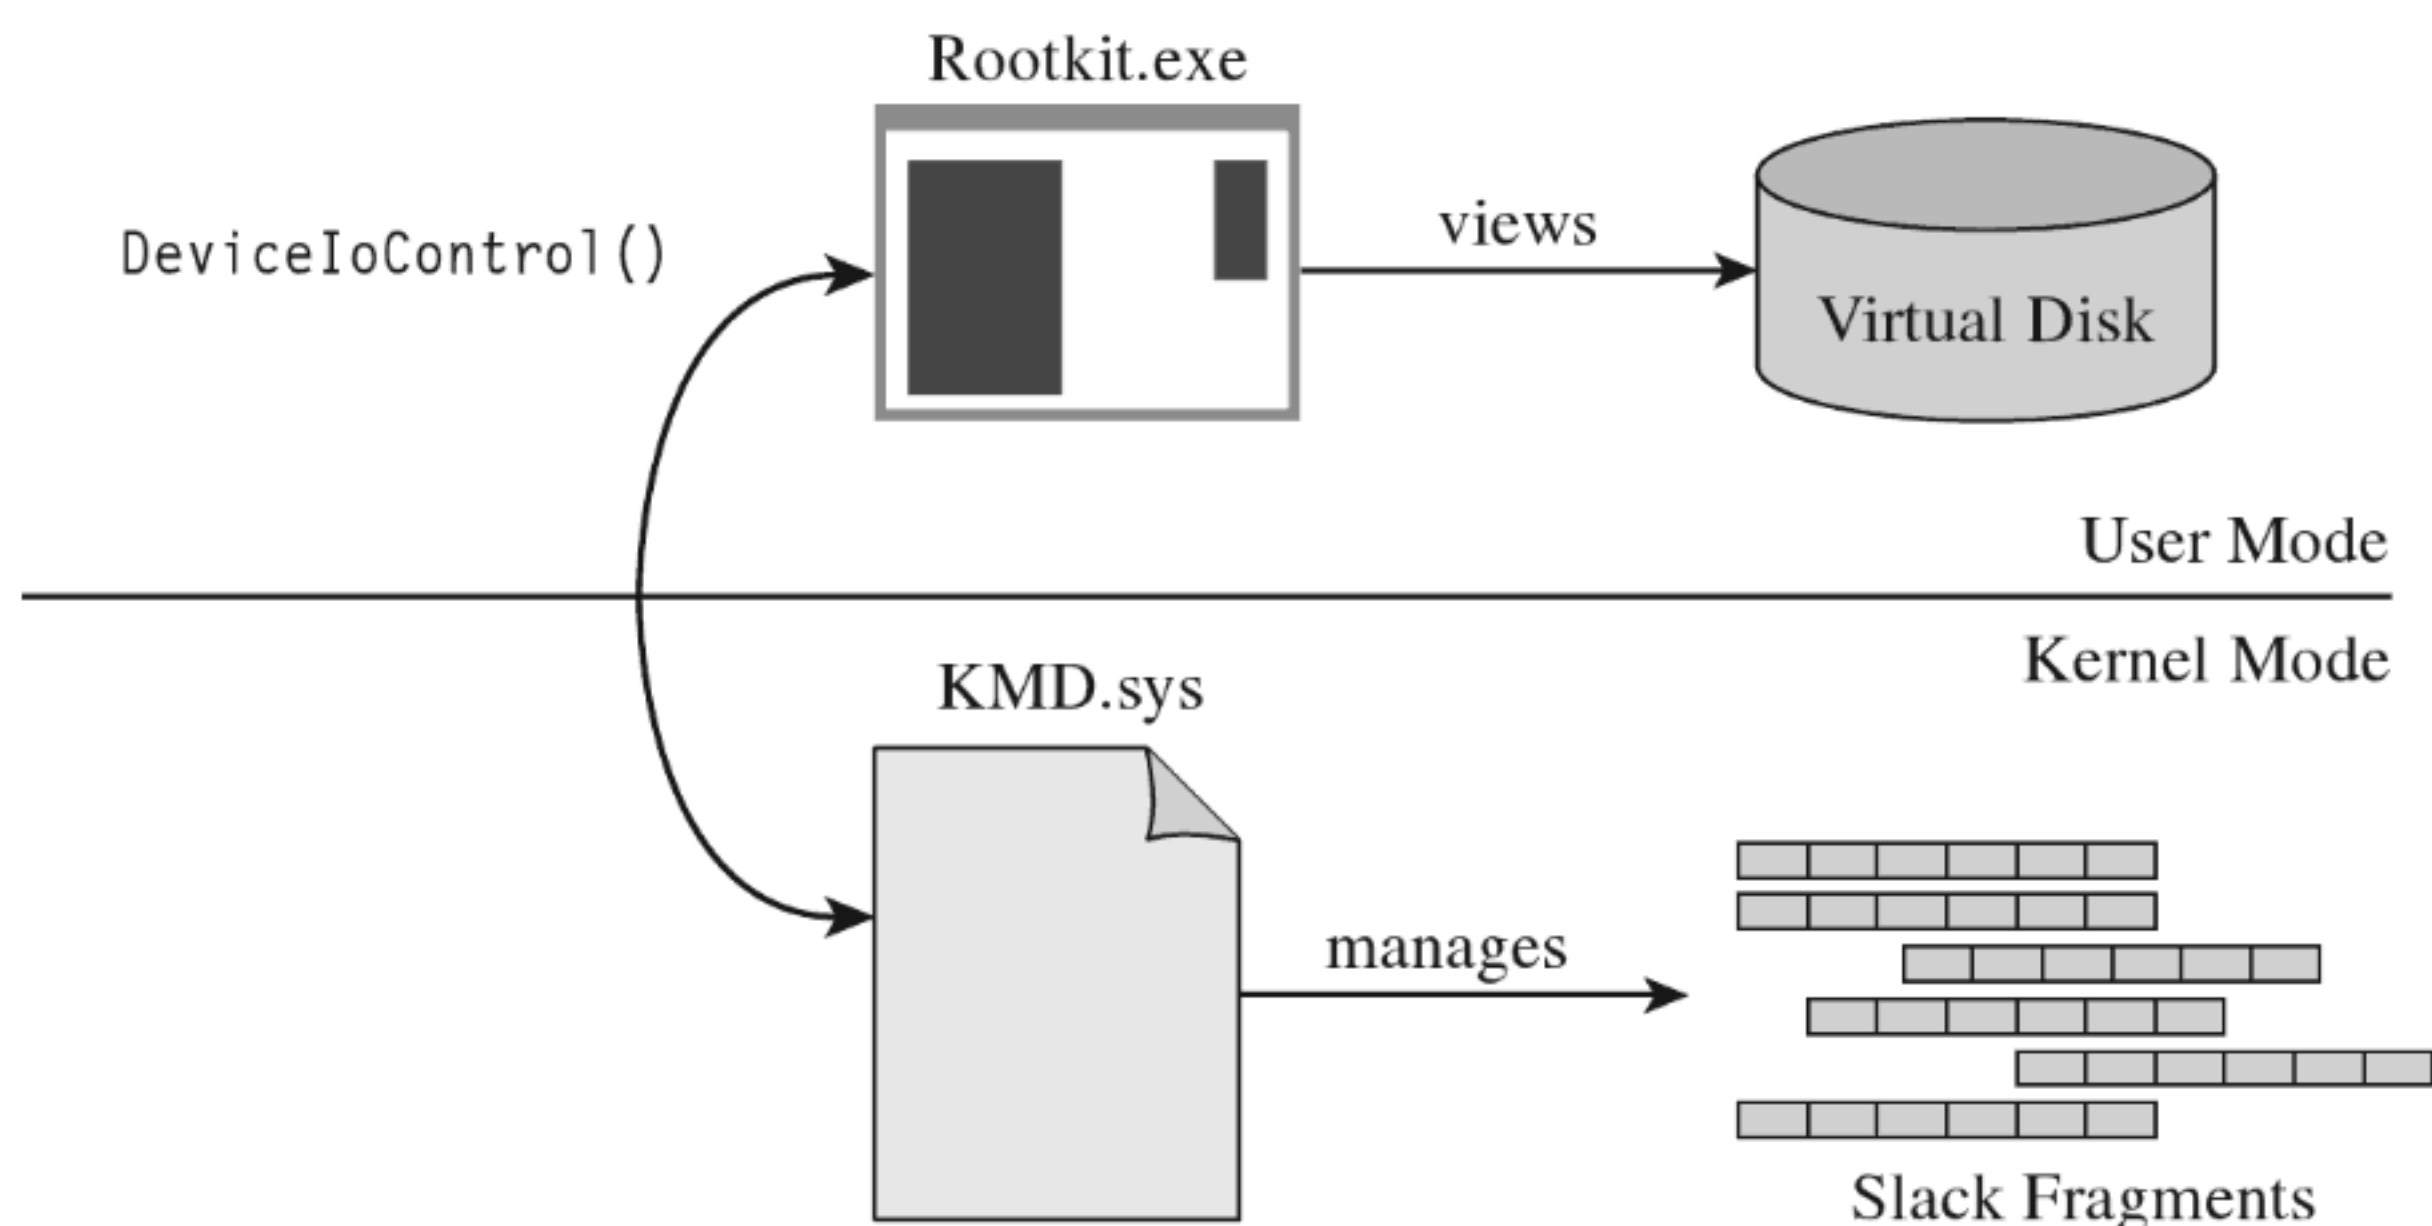 Rootkit.exe
DeviceIoControl()
views
Virtual Disk
User Mode
Kernel Mode
KMD.sys
manages
Slack Fragments